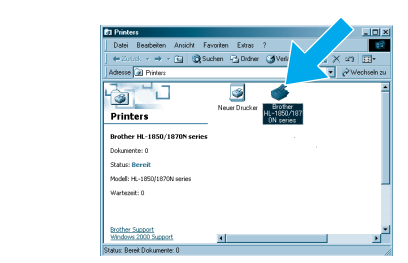 Printers
Datei Bearbeiten Ansicht Favoriten Extras ?
Zurück Suchen Ordner
Adresse Printers Wechseln zu
Neuer Drucker
Brother
HL-1850/187
0N series
Printers
Brother HL-1850/1870N series
Dokumente: 0
Status: Bereit
Modell: HL-1850/1870N series
Wartezeit: 0
Brother Support
Windows 2000 Support
Status: Bereit Dokumente: 0